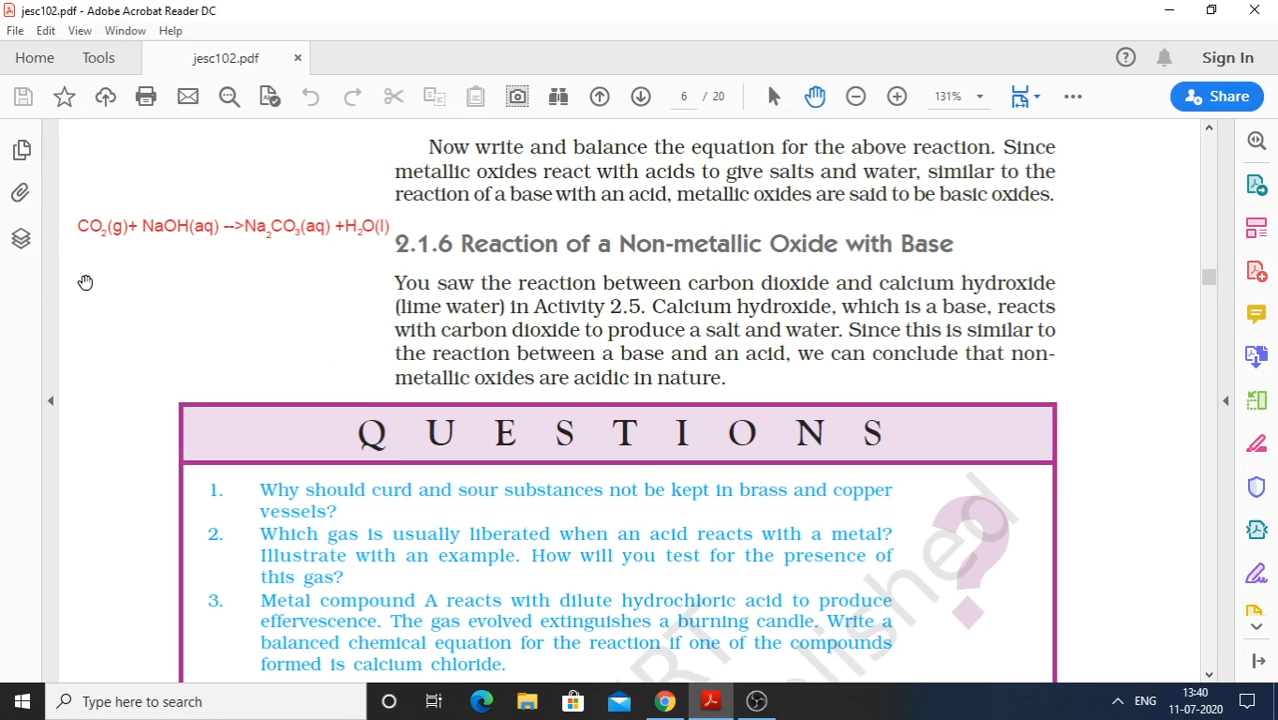 jesc102.pdf - Adobe Acrobat Reader DC
File Edit View Window Help
Home Tools jesc102.pdf × Sign In
6 / 20 131% Share
Now write and balance the equation for the above reaction. Since
metallic oxides react with acids to give salts and water, similar to the
reaction of a base with an acid, metallic oxides are said to be basic oxides.
CO₂(g)+ NaOH(aq) -->Na₂CO₃(aq) +H₂O(l)
2.1.6 Reaction of a Non-metallic Oxide with Base
You saw the reaction between carbon dioxide and calcium hydroxide
(lime water) in Activity 2.5. Calcium hydroxide, which is a base, reacts
with carbon dioxide to produce a salt and water. Since this is similar to
the reaction between a base and an acid, we can conclude that non-
metallic oxides are acidic in nature.
QUESTIONS
1. Why should curd and sour substances not be kept in brass and copper
vessels?
2. Which gas is usually liberated when an acid reacts with a metal?
Illustrate with an example. How will you test for the presence of
this gas?
3. Metal compound A reacts with dilute hydrochloric acid to produce
effervescence. The gas evolved extinguishes a burning candle. Write a
balanced chemical equation for the reaction if one of the compounds
formed is calcium chloride.
?
RT
blished
Type here to search
ENG
13:40
11-07-2020